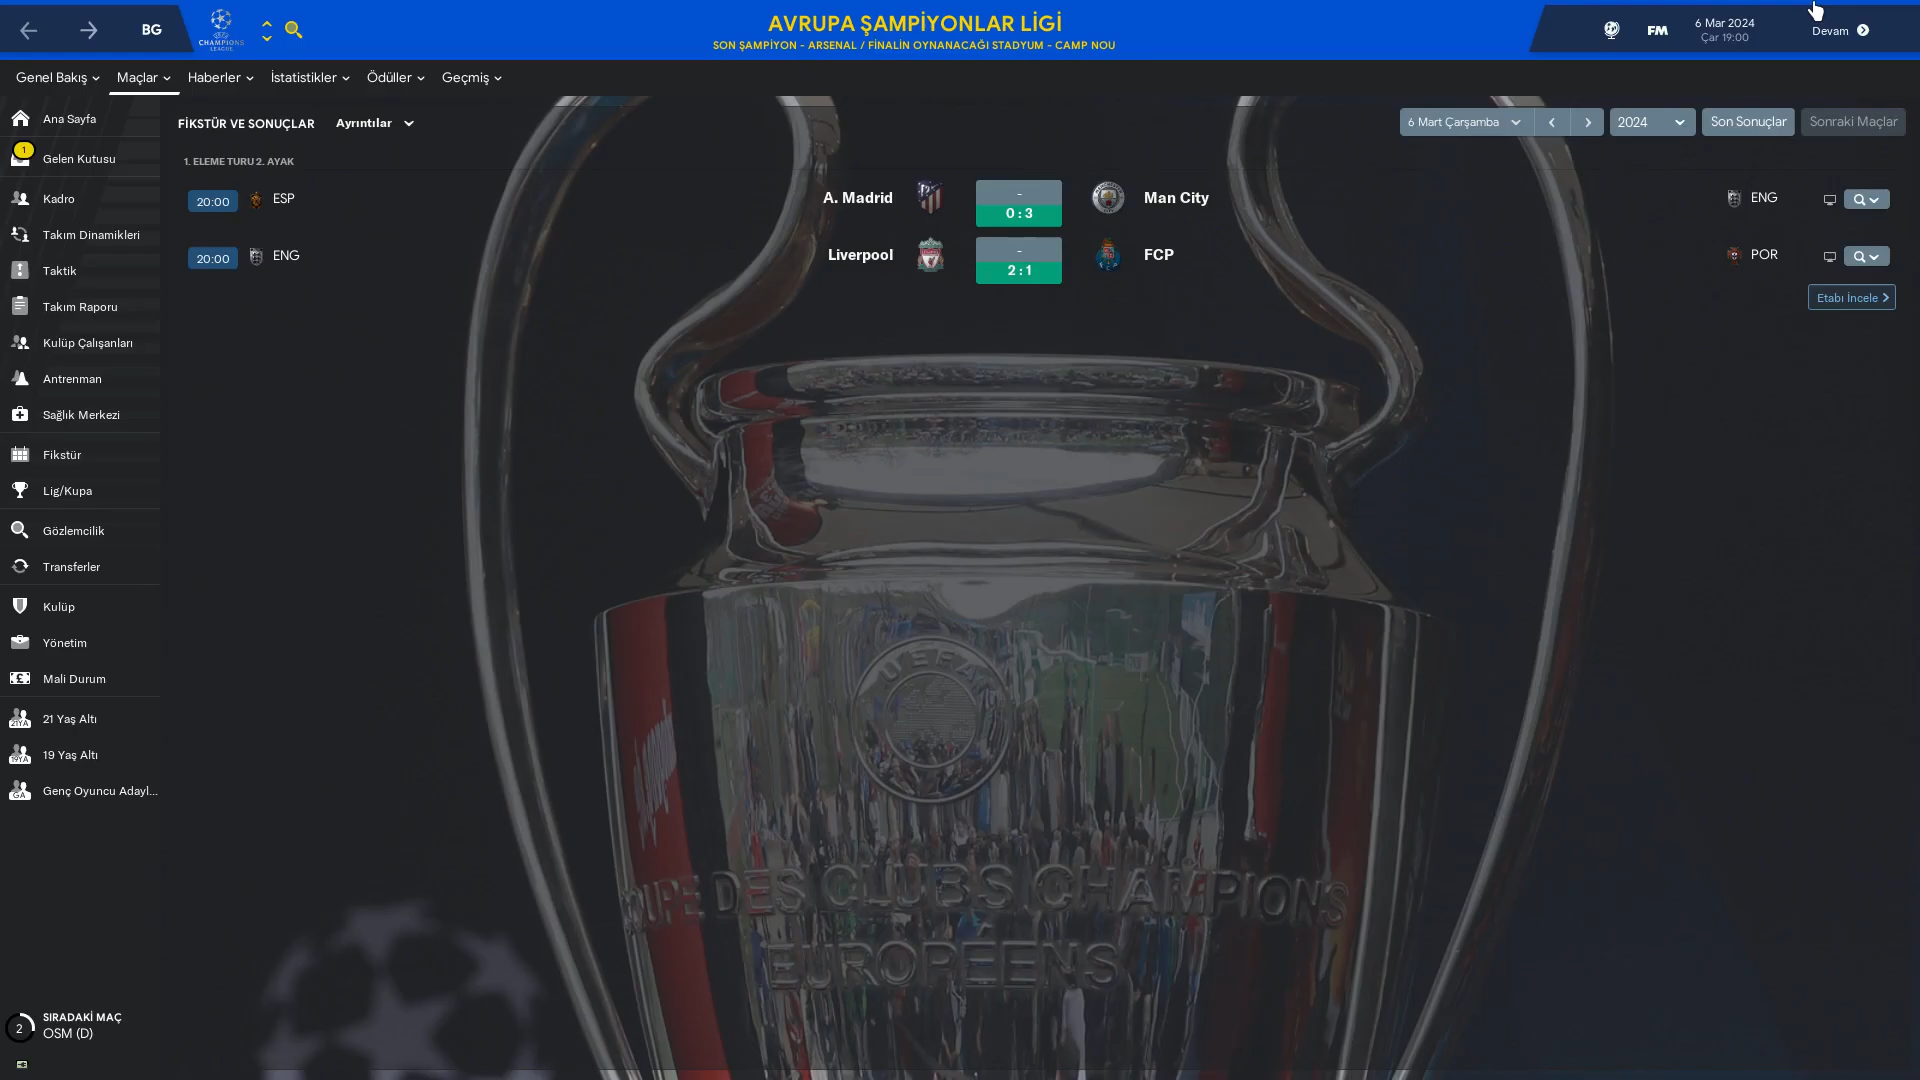 BG
CHAMPIONS
LEAGUE
AVRUPA ŞAMPİYONLAR LİGİ
SON ŞAMPİYON - ARSENAL / FİNALİN OYNANACAĞI STADYUM - CAMP NOU
FM
6 Mar 2024
Çar 19:00
Devam
Genel Bakış
Maçlar
Haberler
İstatistikler
Ödüller
Geçmiş
Ana Sayfa
1
Gelen Kutusu
Kadro
Takım Dinamikleri
Taktik
Takım Raporu
Kulüp Çalışanları
Antrenman
Sağlık Merkezi
Fikstür
Lig/Kupa
Gözlemcilik
Transferler
Kulüp
Yönetim
Mali Durum
21YA
21 Yaş Altı
19YA
19 Yaş Altı
GA
Genç Oyuncu Adayl...
2
SIRADAKİ MAÇ
OSM (D)
FİKSTÜR VE SONUÇLAR
Ayrıntılar
6 Mart Çarşamba
2024
Son Sonuçlar
Sonraki Maçlar
1. ELEME TURU 2. AYAK
20:00 ESP A. Madrid - Man City ENG
0 : 3
20:00 ENG Liverpool - FCP POR
2 : 1
Etabı İncele
UEFA
COUPE DES CLUBS CHAMPIONS
EUROPÉENS